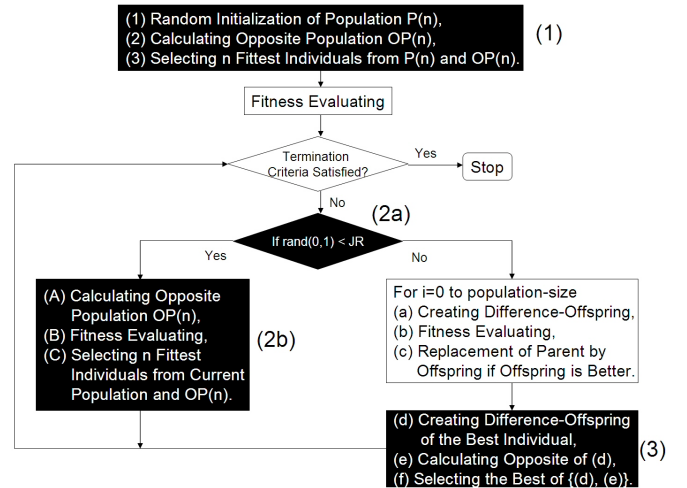 (1) Random Initialization of Population P(n),
(2) Calculating Opposite Population OP(n),
(3) Selecting n Fittest Individuals from P(n) and OP(n).
(1)
Fitness Evaluating
Termination
Criteria Satisfied?
Yes
Stop
No
(2a)
If rand(0,1) < JR
Yes
No
(A) Calculating Opposite
Population OP(n),
(B) Fitness Evaluating,
(C) Selecting n Fittest
Individuals from Current
Population and OP(n).
(2b)
For i=0 to population-size
(a) Creating Difference-Offspring,
(b) Fitness Evaluating,
(c) Replacement of Parent by
Offspring if Offspring is Better.
(d) Creating Difference-Offspring
of the Best Individual,
(e) Calculating Opposite of (d),
(f) Selecting the Best of {(d), (e)}.
(3)